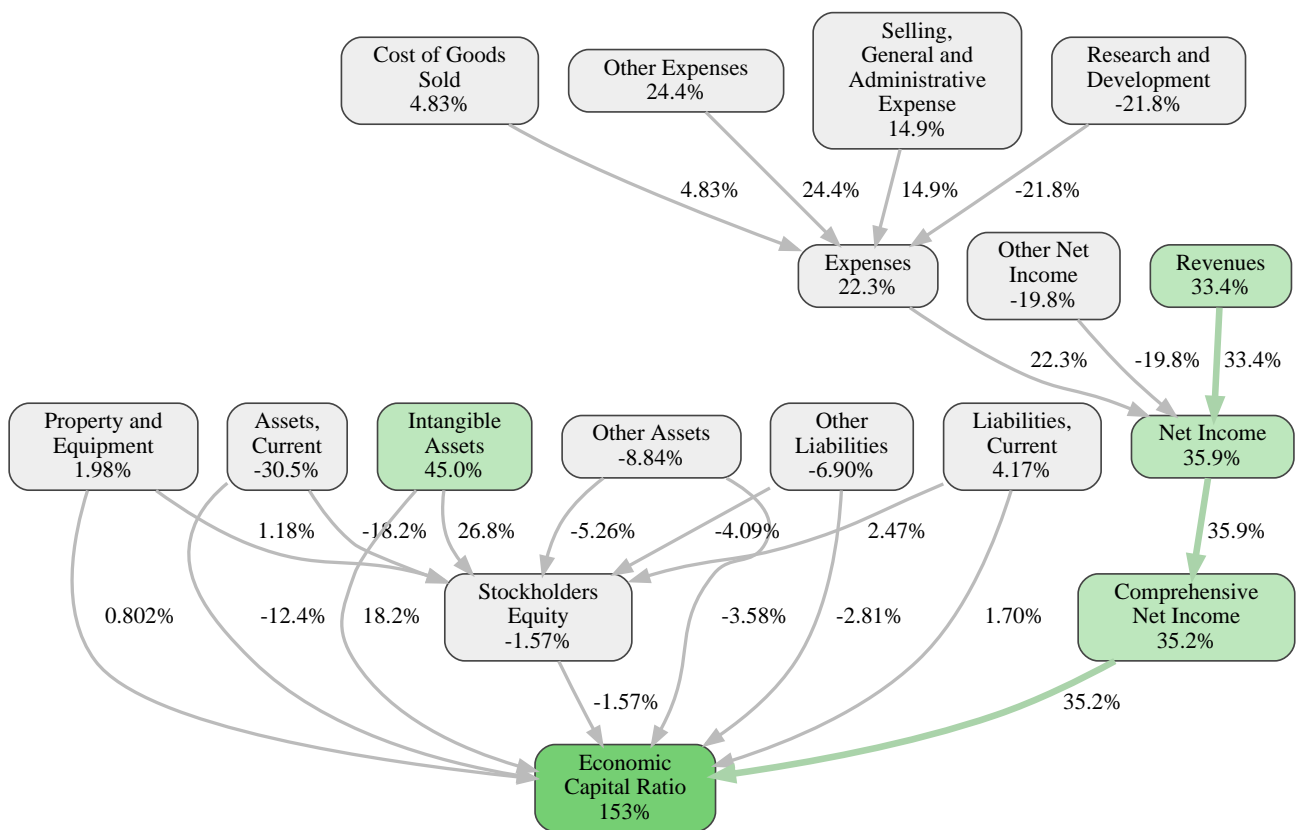 Cost of Goods
Sold
4.83%
Other Expenses
24.4%
Selling,
General and
Administrative
Expense
14.9%
Research and
Development
-21.8%
4.83%
24.4%
14.9%
-21.8%
Expenses
22.3%
Other Net
Income
-19.8%
Revenues
33.4%
22.3%
-19.8%
33.4%
Property and
Equipment
1.98%
Assets,
Current
-30.5%
Intangible
Assets
45.0%
Other Assets
-8.84%
Other
Liabilities
-6.90%
Liabilities,
Current
4.17%
Net Income
35.9%
1.18%
-18.2%
26.8%
-5.26%
-4.09%
2.47%
35.9%
0.802%
-12.4%
18.2%
Stockholders
Equity
-1.57%
-3.58%
-2.81%
1.70%
Comprehensive
Net Income
35.2%
-1.57%
35.2%
Economic
Capital Ratio
153%